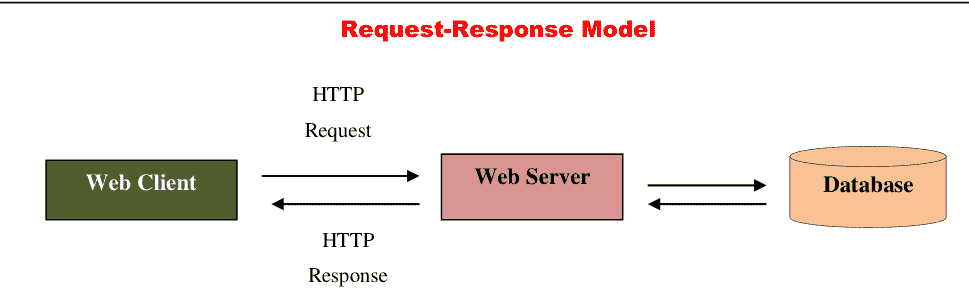 Request-Response Model
HTTP
Request
Web Client
Web Server
Database
HTTP
Response